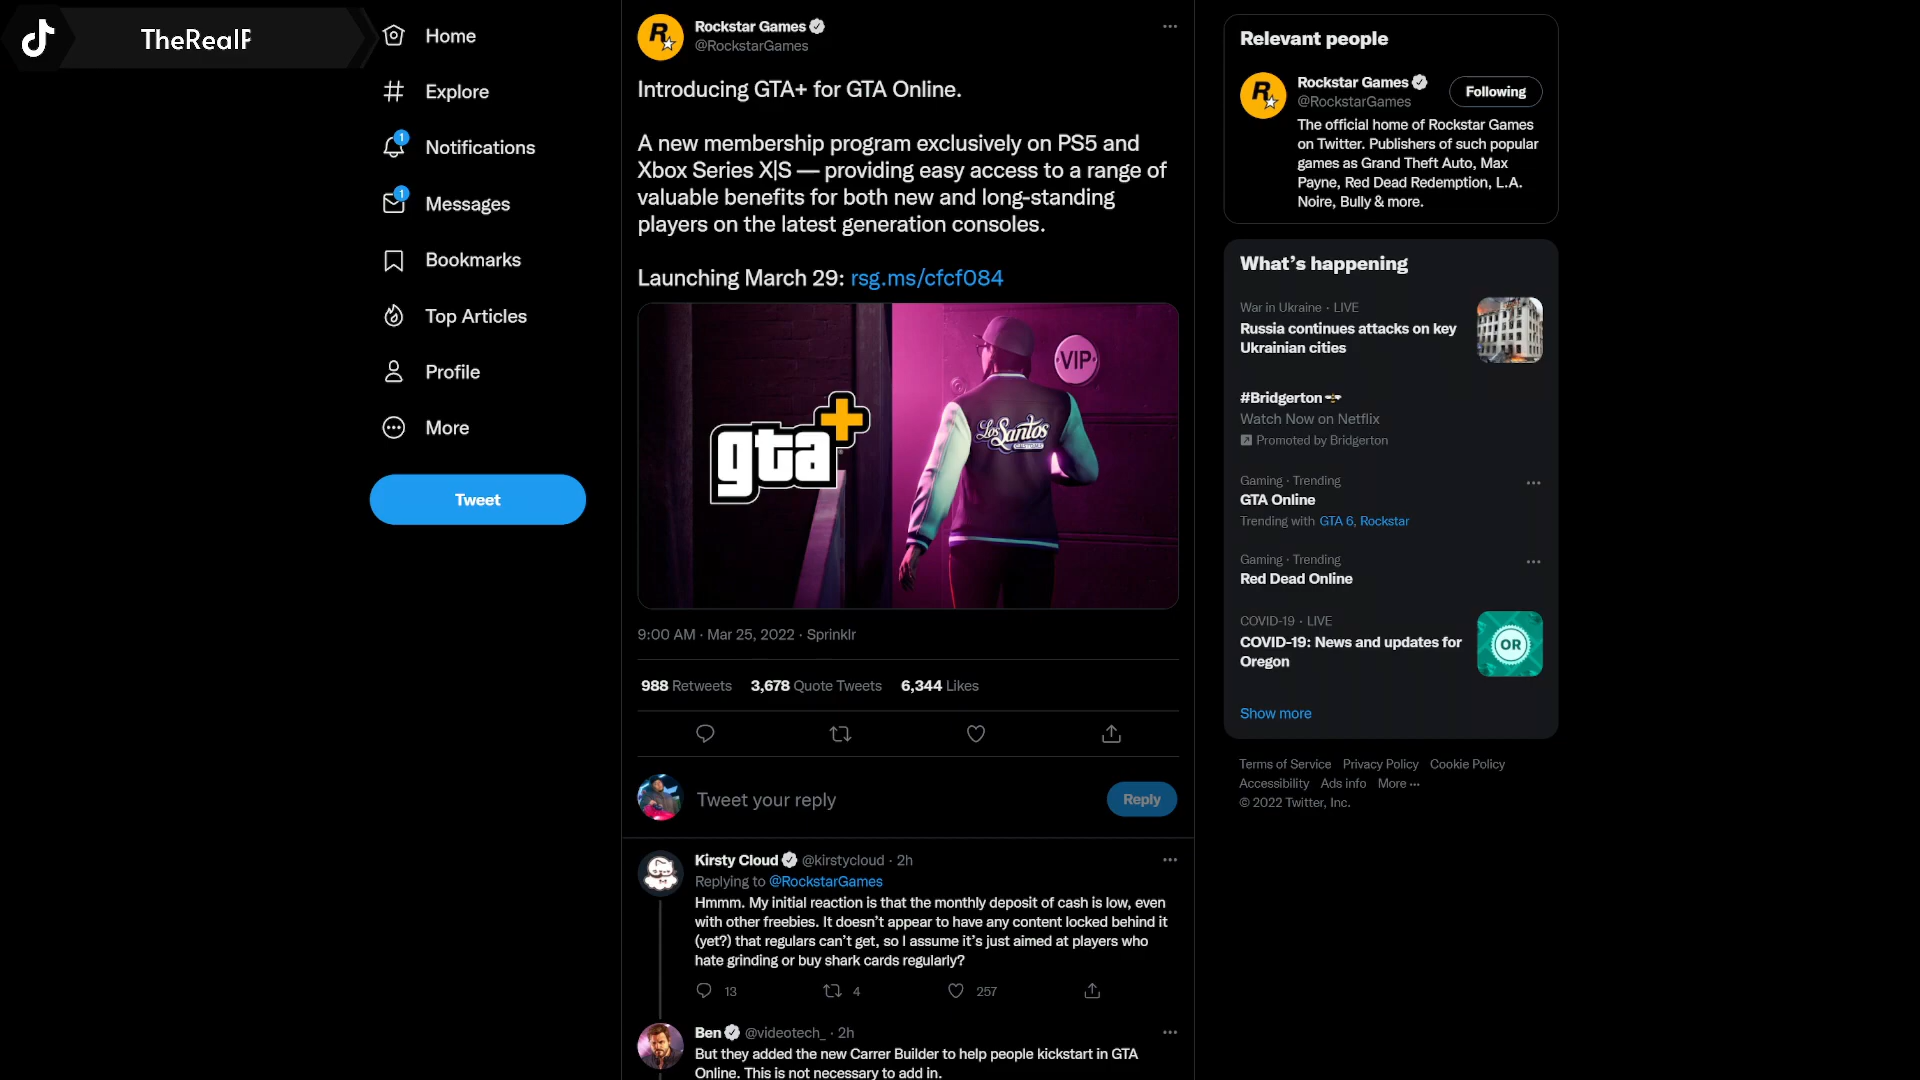 TheRealF
Home
Explore
1
Notifications
1
Messages
Bookmarks
Top Articles
Profile
More
Tweet
Rockstar Games
@RockstarGames
Introducing GTA+ for GTA Online.
A new membership program exclusively on PS5 and
Xbox Series X|S — providing easy access to a range of
valuable benefits for both new and long-standing
players on the latest generation consoles.
Launching March 29: rsg.ms/cfcf084
gta+
VIP
Los Santos
CUSTOMS
9:00 AM · Mar 25, 2022 · Sprinklr
988 Retweets 3,678 Quote Tweets 6,344 Likes
Tweet your reply
Reply
Kirsty Cloud @kirstycloud · 2h
Replying to @RockstarGames
Hmmm. My initial reaction is that the monthly deposit of cash is low, even
with other freebies. It doesn't appear to have any content locked behind it
(yet?) that regulars can't get, so I assume it's just aimed at players who
hate grinding or buy shark cards regularly?
13 4 257
Ben @videotech_ · 2h
But they added the new Carrer Builder to help people kickstart in GTA
Online. This is not necessary to add in.
Relevant people
R
Rockstar Games
@RockstarGames
Following
The official home of Rockstar Games
on Twitter. Publishers of such popular
games as Grand Theft Auto, Max
Payne, Red Dead Redemption, L.A.
Noire, Bully & more.
What's happening
War in Ukraine · LIVE
Russia continues attacks on key
Ukrainian cities
#Bridgerton
Watch Now on Netflix
Promoted by Bridgerton
Gaming · Trending
GTA Online
Trending with GTA 6, Rockstar
Gaming · Trending
Red Dead Online
COVID-19 · LIVE
COVID-19: News and updates for
Oregon
OR
Show more
Terms of Service Privacy Policy Cookie Policy
Accessibility Ads info More ···
© 2022 Twitter, Inc.